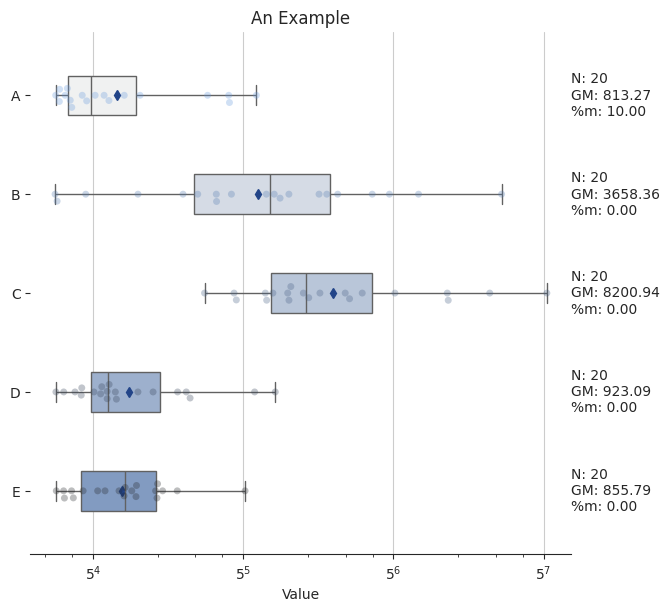 An Example
A
N: 20
GM: 813.27
%m: 10.00
B
N: 20
GM: 3658.36
%m: 0.00
C
N: 20
GM: 8200.94
%m: 0.00
D
N: 20
GM: 923.09
%m: 0.00
E
N: 20
GM: 855.79
%m: 0.00
5⁴ 5⁵ 5⁶ 5⁷
Value